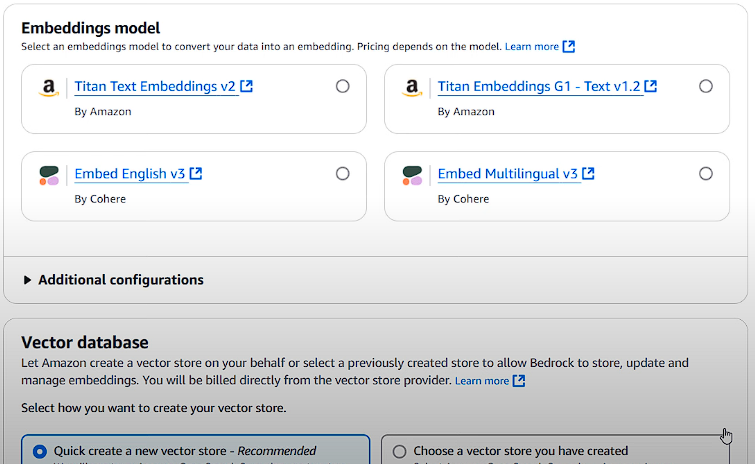 Embeddings model
Select an embeddings model to convert your data into an embedding. Pricing depends on the model. Learn more
Titan Text Embeddings v2
By Amazon
Titan Embeddings G1 - Text v1.2
By Amazon
Embed English v3
By Cohere
Embed Multilingual v3
By Cohere
Additional configurations
Vector database
Let Amazon create a vector store on your behalf or select a previously created store to allow Bedrock to store, update and
manage embeddings. You will be billed directly from the vector store provider. Learn more
Select how you want to create your vector store.
Quick create a new vector store - Recommended
Choose a vector store you have created